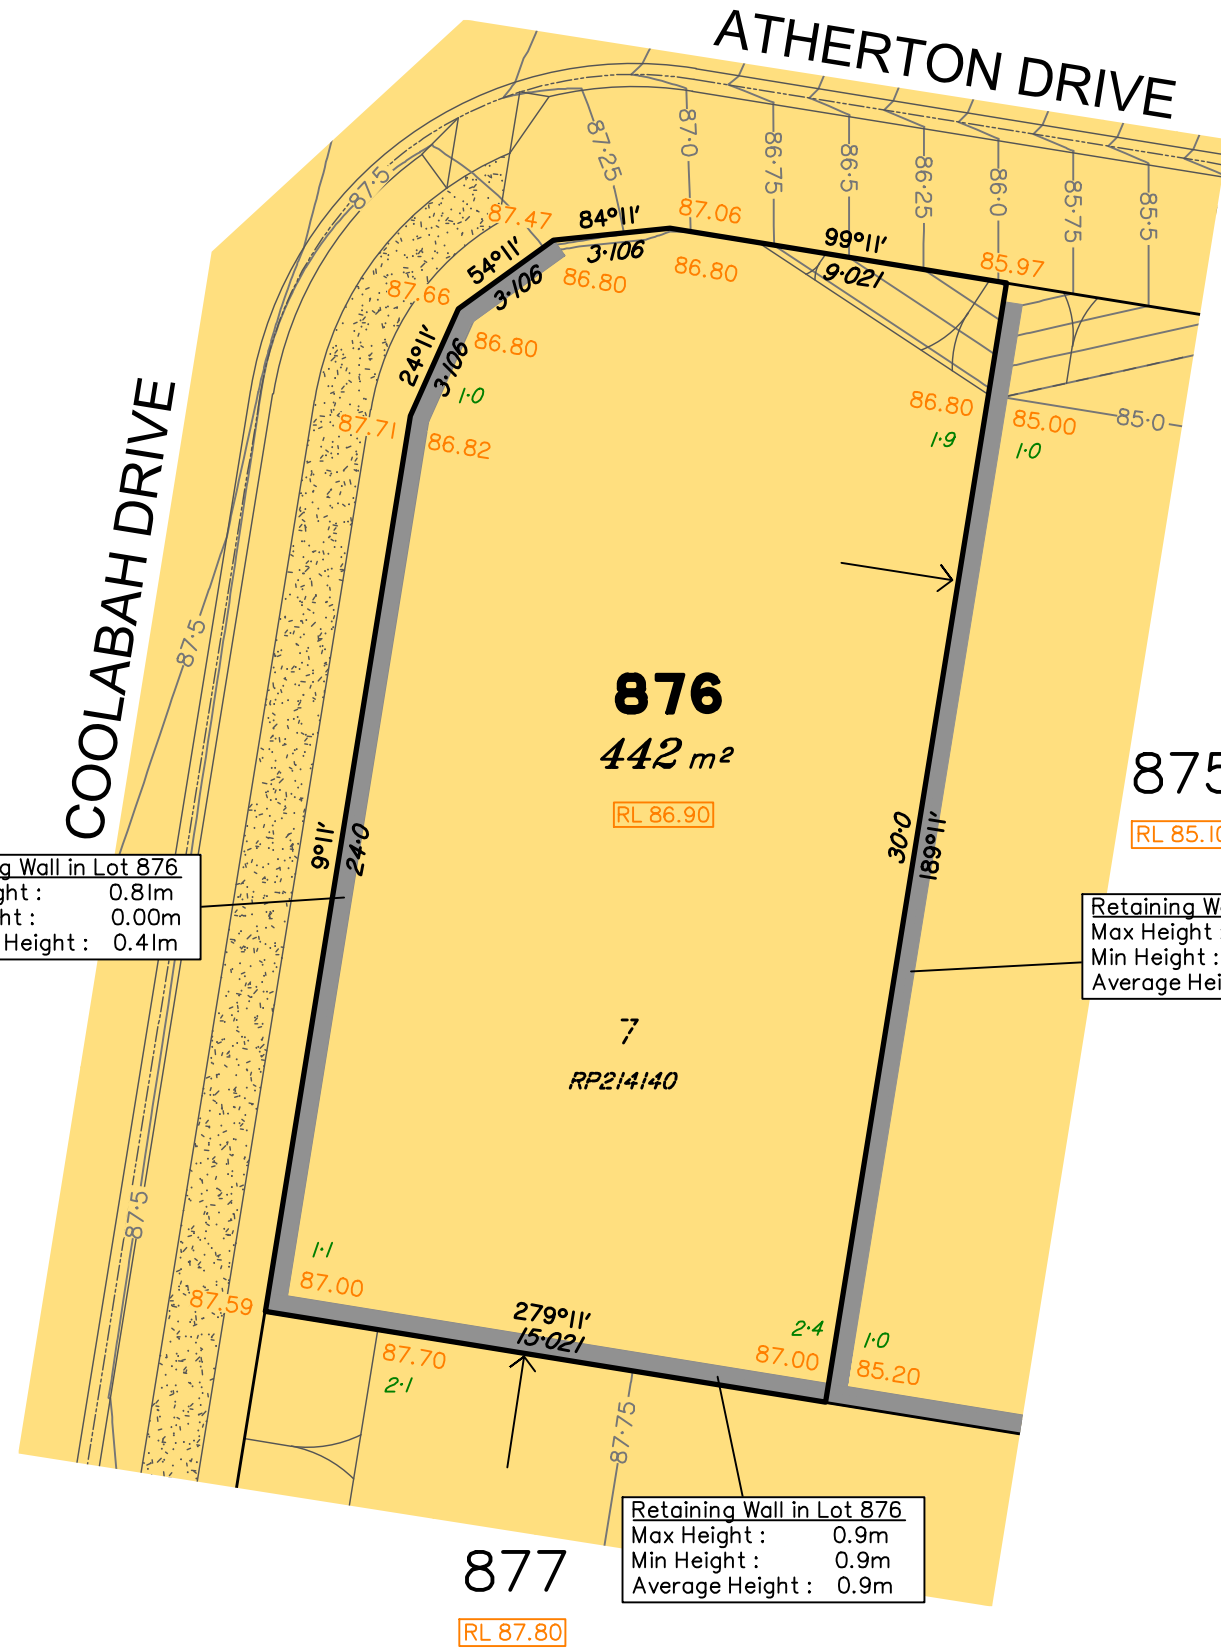 ATHERTON DRIVE
COOLABAH DRIVE
87·5
87·25
87·0
86·75
86·5
86·25
86·0
85·75
85·5
87.47
84°11'
3·106
87.06
99°11'
9·021
85.97
54°11'
3·106
86.80
86.80
87.66
86.80
24°11'
3·106
1·0
87.71
86.82
86.80
1·9
85.00
1·0
85·0
87·5
876
442 m²
RL 86.90
875
RL 85.10
9°11'
24·0
30·0
189°11'
g Wall in Lot 876
ght : 0.81m
ht : 0.00m
Height : 0.41m
Retaining W
Max Height :
Min Height :
Average Hei
7
RP214140
87·5
1·1
87.00
87.59
279°11'
15·021
2·4
87.00
1·0
85.20
87.70
2·1
87·75
Retaining Wall in Lot 876
Max Height : 0.9m
Min Height : 0.9m
Average Height : 0.9m
877
RL 87.80